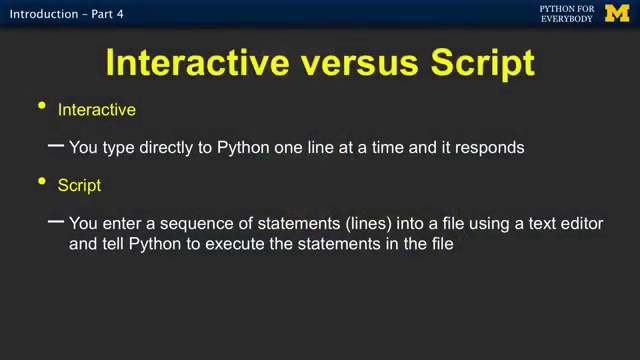 Introduction – Part 4
PYTHON FOR
EVERYBODY
M
Interactive versus Script
• Interactive
– You type directly to Python one line at a time and it responds
• Script
– You enter a sequence of statements (lines) into a file using a text editor
and tell Python to execute the statements in the file